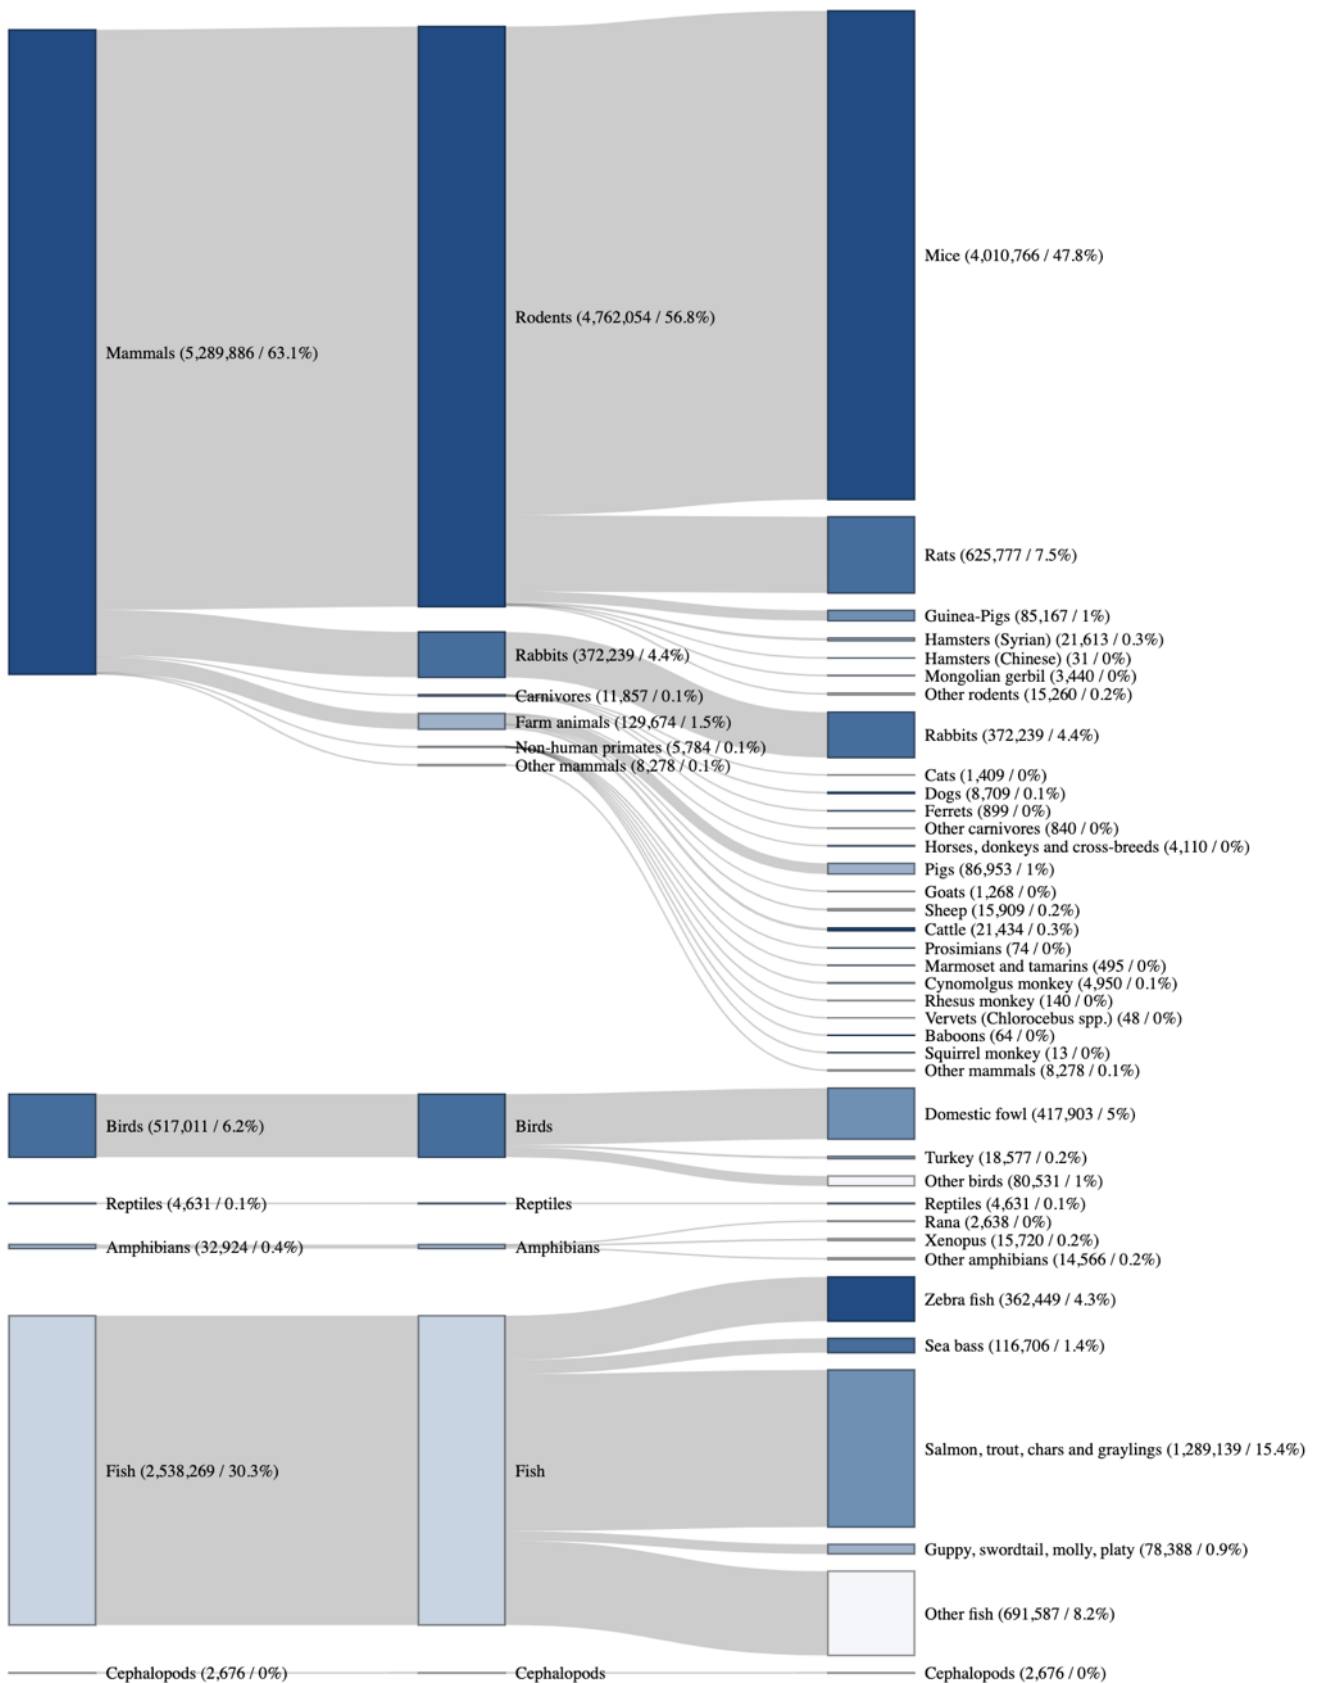 Mammals (5,289,886 / 63.1%)
Birds (517,011 / 6.2%)
Reptiles (4,631 / 0.1%)
Amphibians (32,924 / 0.4%)
Fish (2,538,269 / 30.3%)
Cephalopods (2,676 / 0%)
Rodents (4,762,054 / 56.8%)
Rabbits (372,239 / 4.4%)
Carnivores (11,857 / 0.1%)
Farm animals (129,674 / 1.5%)
Non-human primates (5,784 / 0.1%)
Other mammals (8,278 / 0.1%)
Birds
Reptiles
Amphibians
Fish
Cephalopods
Mice (4,010,766 / 47.8%)
Rats (625,777 / 7.5%)
Guinea-Pigs (85,167 / 1%)
Hamsters (Syrian) (21,613 / 0.3%)
Hamsters (Chinese) (31 / 0%)
Mongolian gerbil (3,440 / 0%)
Other rodents (15,260 / 0.2%)
Rabbits (372,239 / 4.4%)
Cats (1,409 / 0%)
Dogs (8,709 / 0.1%)
Ferrets (899 / 0%)
Other carnivores (840 / 0%)
Horses, donkeys and cross-breeds (4,110 / 0%)
Pigs (86,953 / 1%)
Goats (1,268 / 0%)
Sheep (15,909 / 0.2%)
Cattle (21,434 / 0.3%)
Prosimians (74 / 0%)
Marmoset and tamarins (495 / 0%)
Cynomolgus monkey (4,950 / 0.1%)
Rhesus monkey (140 / 0%)
Vervets (Chlorocebus spp.) (48 / 0%)
Baboons (64 / 0%)
Squirrel monkey (13 / 0%)
Other mammals (8,278 / 0.1%)
Domestic fowl (417,903 / 5%)
Turkey (18,577 / 0.2%)
Other birds (80,531 / 1%)
Reptiles (4,631 / 0.1%)
Rana (2,638 / 0%)
Xenopus (15,720 / 0.2%)
Other amphibians (14,566 / 0.2%)
Zebra fish (362,449 / 4.3%)
Sea bass (116,706 / 1.4%)
Salmon, trout, chars and graylings (1,289,139 / 15.4%)
Guppy, swordtail, molly, platy (78,388 / 0.9%)
Other fish (691,587 / 8.2%)
Cephalopods (2,676 / 0%)